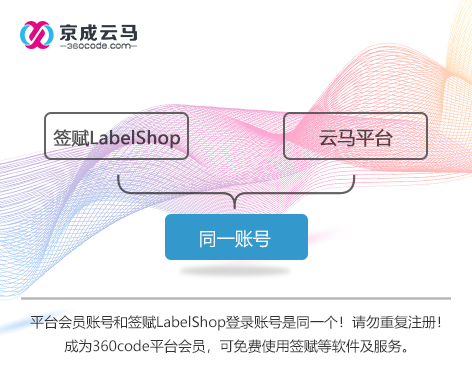 京成云马
360code.com
签赋LabelShop
云马平台
同一账号
平台会员账号和签赋LabelShop登录账号是同一个！请勿重复注册！
成为360code平台会员，可免费使用签赋等软件及服务。